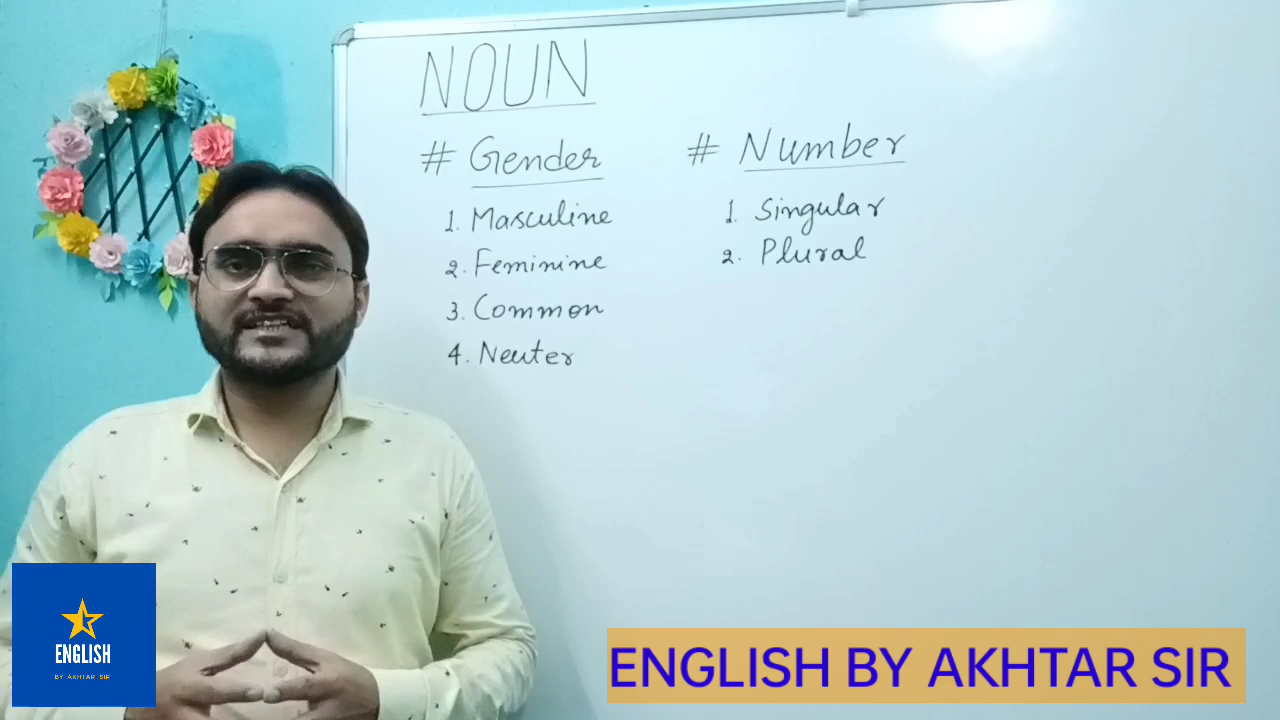 NOUN
# Gender
1. Masculine
2. Feminine
3. Common
4. Neuter
# Number
1. Singular
2. Plural
ENGLISH
BY AKHTAR SIR
ENGLISH BY AKHTAR SIR